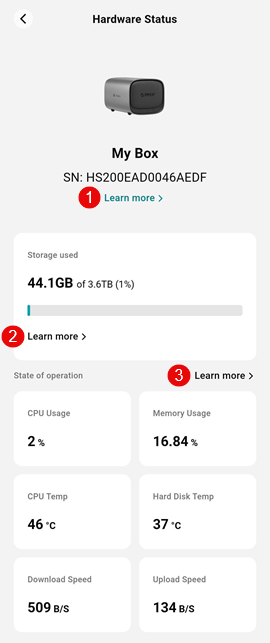 Hardware Status
My Box
SN: HS200EAD0046AEDF
1 Learn more >
Storage used
44.1GB of 3.6TB (1%)
2 Learn more >
State of operation 3 Learn more >
CPU Usage Memory Usage
2 % 16.84 %
CPU Temp Hard Disk Temp
46 °C 37 °C
Download Speed Upload Speed
509 B/S 134 B/S